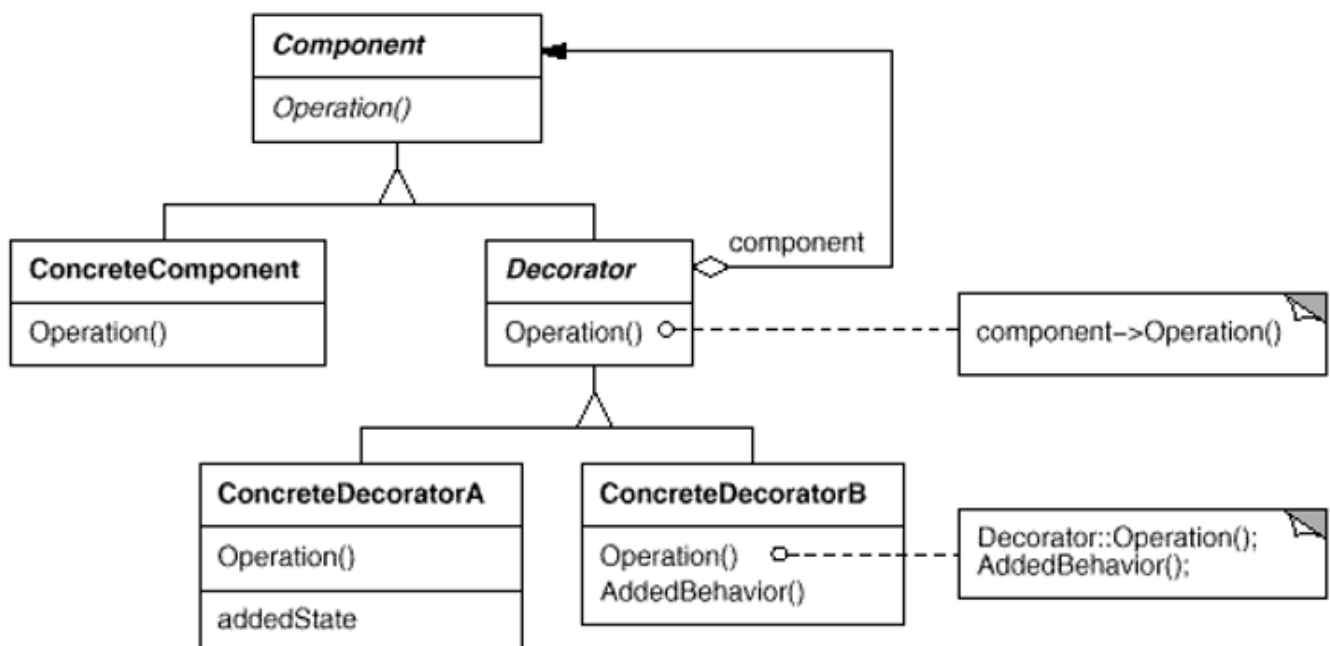 Component
Operation()
component
ConcreteComponent
Operation()
Decorator
Operation()
component–>Operation()
ConcreteDecoratorA
Operation()
addedState
ConcreteDecoratorB
Operation()
AddedBehavior()
Decorator::Operation();
AddedBehavior();